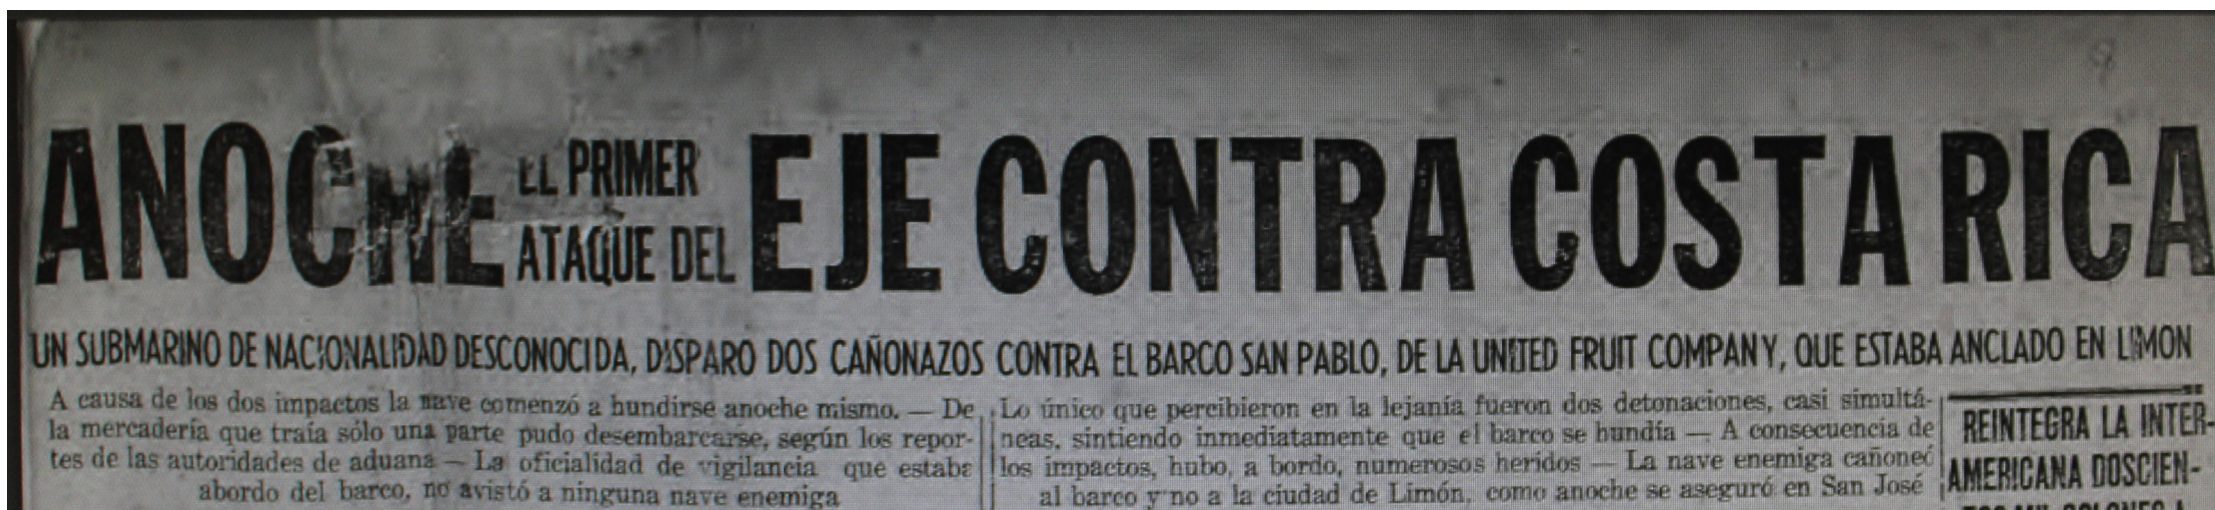 ANOCHE EL PRIMER ATAQUE DEL EJE CONTRA COSTA RICA
UN SUBMARINO DE NACIONALIDAD DESCONOCIDA, DISPARO DOS CAÑONAZOS CONTRA EL BARCO SAN PABLO, DE LA UNITED FRUIT COMPANY, QUE ESTABA ANCLADO EN LIMON
A causa de los dos impactos la nave comenzó a hundirse anoche mismo. — De
la mercadería que traía sólo una parte pudo desembarcarse, según los repor-
tes de las autoridades de aduana — La oficialidad de vigilancia que estaba
abordo del barco, no avistó a ninguna nave enemiga
Lo único que percibieron en la lejanía fueron dos detonaciones, casi simultá-
neas, sintiendo inmediatamente que el barco se hundía — A consecuencia de
los impactos, hubo, a bordo, numerosos heridos — La nave enemiga cañoneó
al barco y no a la ciudad de Limón, como anoche se aseguró en San José
REINTEGRA LA INTER-
AMERICANA DOSCIEN-